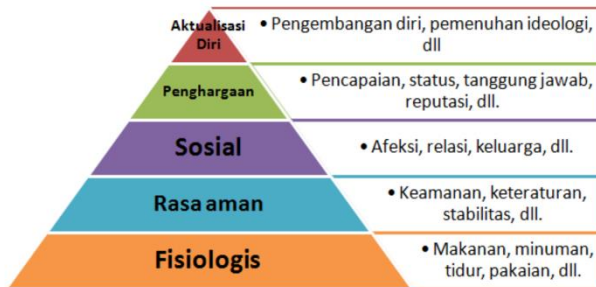 Aktualisasi
Diri
• Pengembangan diri, pemenuhan ideologi,
dll
Penghargaan
• Pencapaian, status, tanggung jawab,
reputasi, dll.
Sosial
• Afeksi, relasi, keluarga, dll.
Rasa aman
• Keamanan, keteraturan,
stabilitas, dll.
Fisiologis
• Makanan, minuman,
tidur, pakaian, dll.